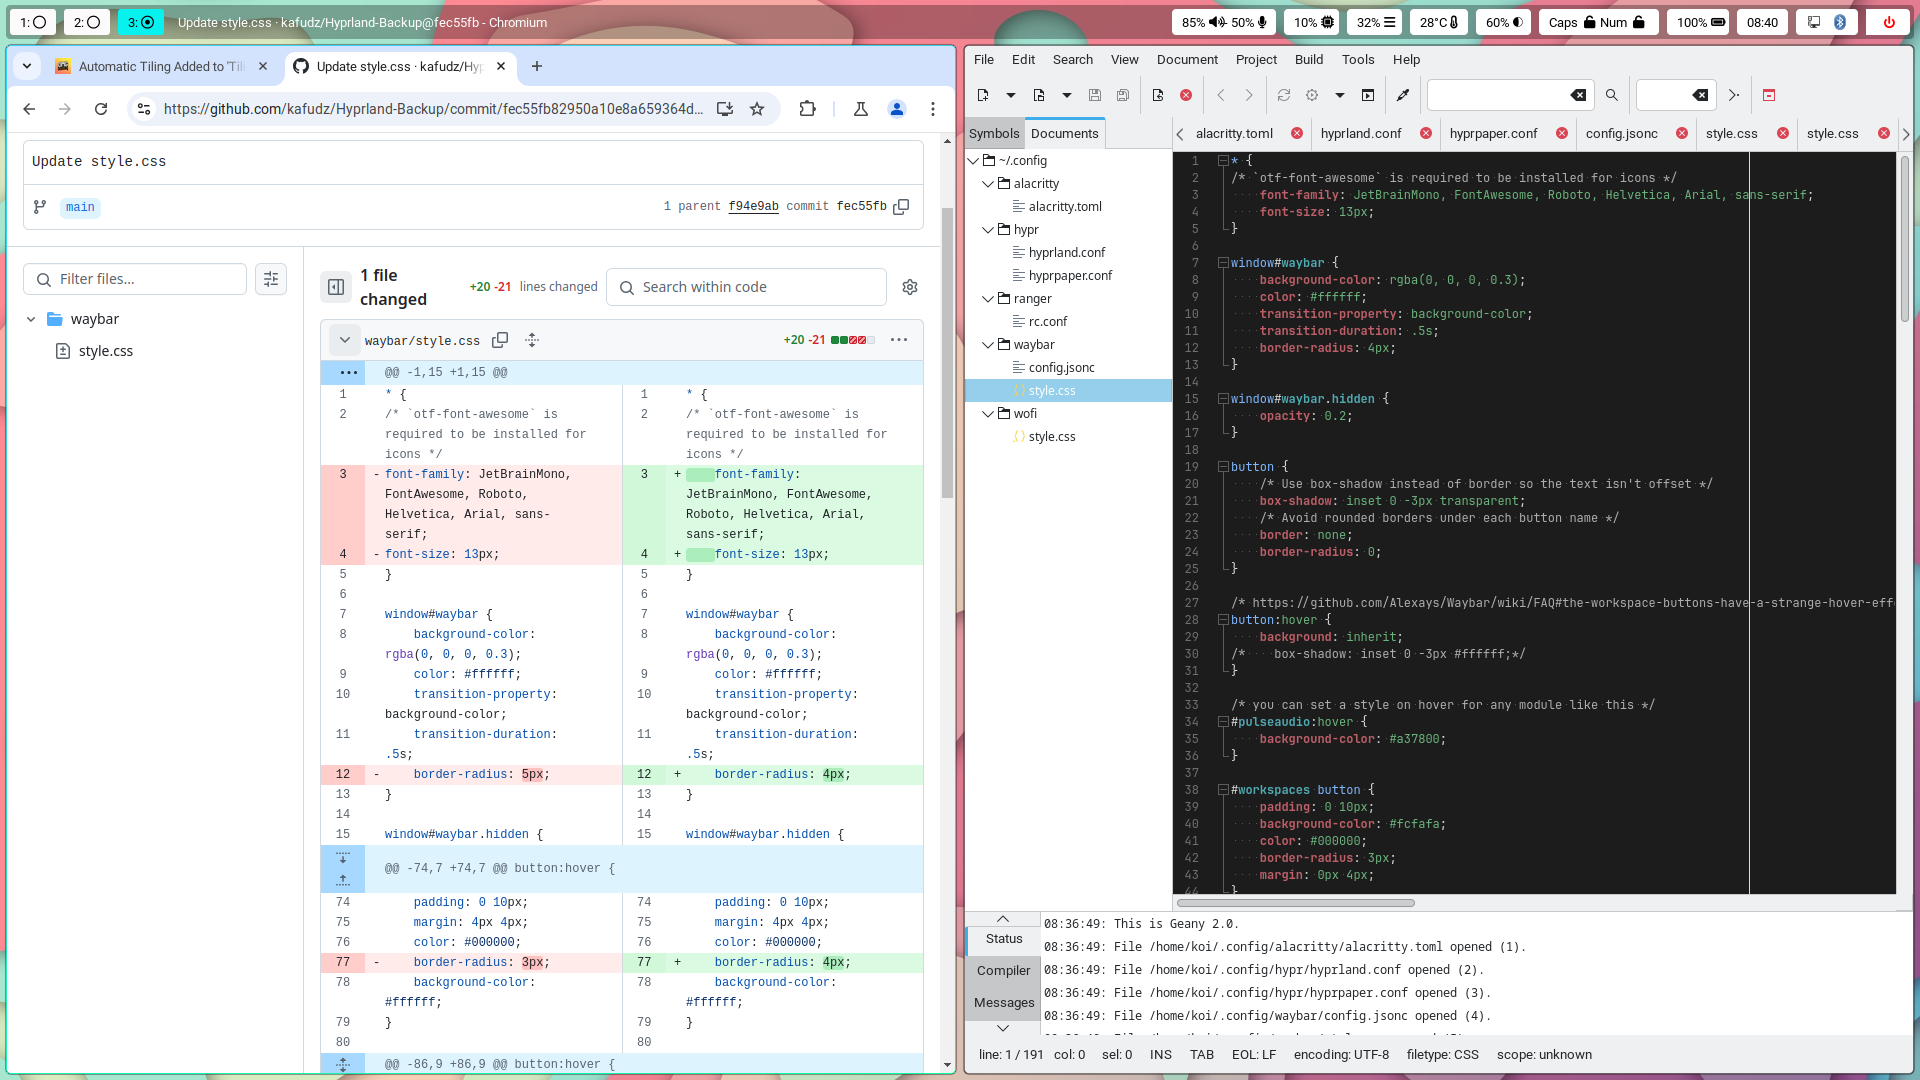 1:
2:
3:
Update style.css · kafudz/Hyprland-Backup@fec55fb - Chromium
85% 50%
10%
32%
28°C
60%
Caps Num
100%
08:40
Automatic Tiling Added to 'Til
Update style.css · kafudz/Hyp
https://github.com/kafudz/Hyprland-Backup/commit/fec55fb82950a10e8a659364d...
Update style.css
main
1 parent f94e9ab commit fec55fb
Filter files...
waybar
style.css
1 file changed
+20 -21 lines changed
Search within code
waybar/style.css
+20 -21
@@ -1,15 +1,15 @@
1 * {
2 /* `otf-font-awesome` is
required to be installed for
icons */
3 - font-family: JetBrainMono,
FontAwesome, Roboto,
Helvetica, Arial, sans-
serif;
4 - font-size: 13px;
5 }
6
7 window#waybar {
8 background-color:
rgba(0, 0, 0, 0.3);
9 color: #ffffff;
10 transition-property:
background-color;
11 transition-duration:
.5s;
12 - border-radius: 5px;
13 }
14
15 window#waybar.hidden {
1 * {
2 /* `otf-font-awesome` is
required to be installed for
icons */
3 + font-family:
JetBrainMono, FontAwesome,
Roboto, Helvetica, Arial,
sans-serif;
4 + font-size: 13px;
5 }
6
7 window#waybar {
8 background-color:
rgba(0, 0, 0, 0.3);
9 color: #ffffff;
10 transition-property:
background-color;
11 transition-duration:
.5s;
12 + border-radius: 4px;
13 }
14
15 window#waybar.hidden {
@@ -74,7 +74,7 @@ button:hover {
74 padding: 0 10px;
75 margin: 4px 4px;
76 color: #000000;
77 - border-radius: 3px;
78 background-color:
#ffffff;
79 }
80
74 padding: 0 10px;
75 margin: 4px 4px;
76 color: #000000;
77 + border-radius: 4px;
78 background-color:
#ffffff;
79 }
80
@@ -86,9 +86,9 @@ button:hover {
File Edit Search View Document Project Build Tools Help
Symbols Documents
alacritty.toml hyprland.conf hyprpaper.conf config.jsonc style.css style.css
~/.config
alacritty
alacritty.toml
hypr
hyprland.conf
hyprpaper.conf
ranger
rc.conf
waybar
config.jsonc
style.css
wofi
style.css
1 * {
2 /* `otf-font-awesome` is required to be installed for icons */
3 font-family: JetBrainMono, FontAwesome, Roboto, Helvetica, Arial, sans-serif;
4 font-size: 13px;
5 }
6
7 window#waybar {
8 background-color: rgba(0, 0, 0, 0.3);
9 color: #ffffff;
10 transition-property: background-color;
11 transition-duration: .5s;
12 border-radius: 4px;
13 }
14
15 window#waybar.hidden {
16 opacity: 0.2;
17 }
18
19 button {
20 /* Use box-shadow instead of border so the text isn't offset */
21 box-shadow: inset 0 -3px transparent;
22 /* Avoid rounded borders under each button name */
23 border: none;
24 border-radius: 0;
25 }
26
27 /* https://github.com/Alexays/Waybar/wiki/FAQ#the-workspace-buttons-have-a-strange-hover-eff
28 button:hover {
29 background: inherit;
30 /* box-shadow: inset 0 -3px #ffffff;*/
31 }
32
33 /* you can set a style on hover for any module like this */
34 #pulseaudio:hover {
35 background-color: #a37800;
36 }
37
38 #workspaces button {
39 padding: 0 10px;
40 background-color: #fcfafa;
41 color: #000000;
42 border-radius: 3px;
43 margin: 0px 4px;
44 }
Status
Compiler
Messages
08:36:49: This is Geany 2.0.
08:36:49: File /home/koi/.config/alacritty/alacritty.toml opened (1).
08:36:49: File /home/koi/.config/hypr/hyprland.conf opened (2).
08:36:49: File /home/koi/.config/hypr/hyprpaper.conf opened (3).
08:36:49: File /home/koi/.config/waybar/config.jsonc opened (4).
line: 1 / 191 col: 0 sel: 0 INS TAB EOL: LF encoding: UTF-8 filetype: CSS scope: unknown